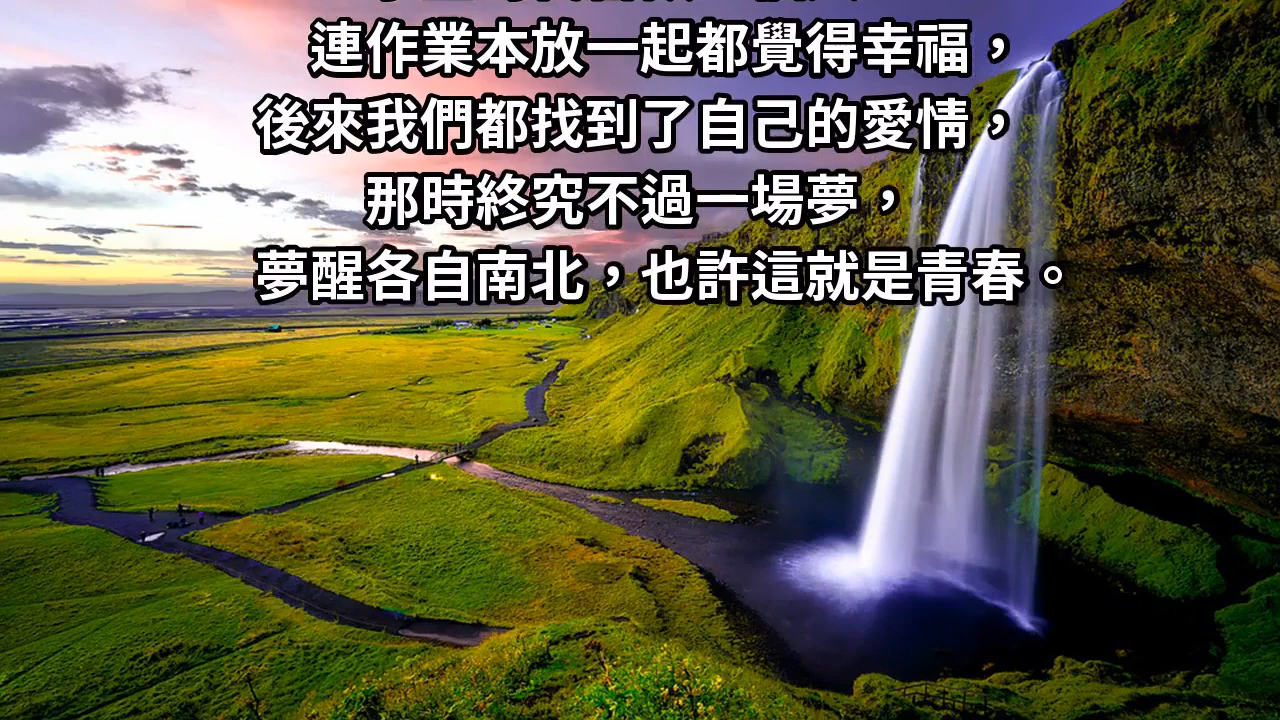 連作業本放一起都覺得幸福，
後來我們都找到了自己的愛情，
那時終究不過一場夢，
夢醒各自南北，也許這就是青春。